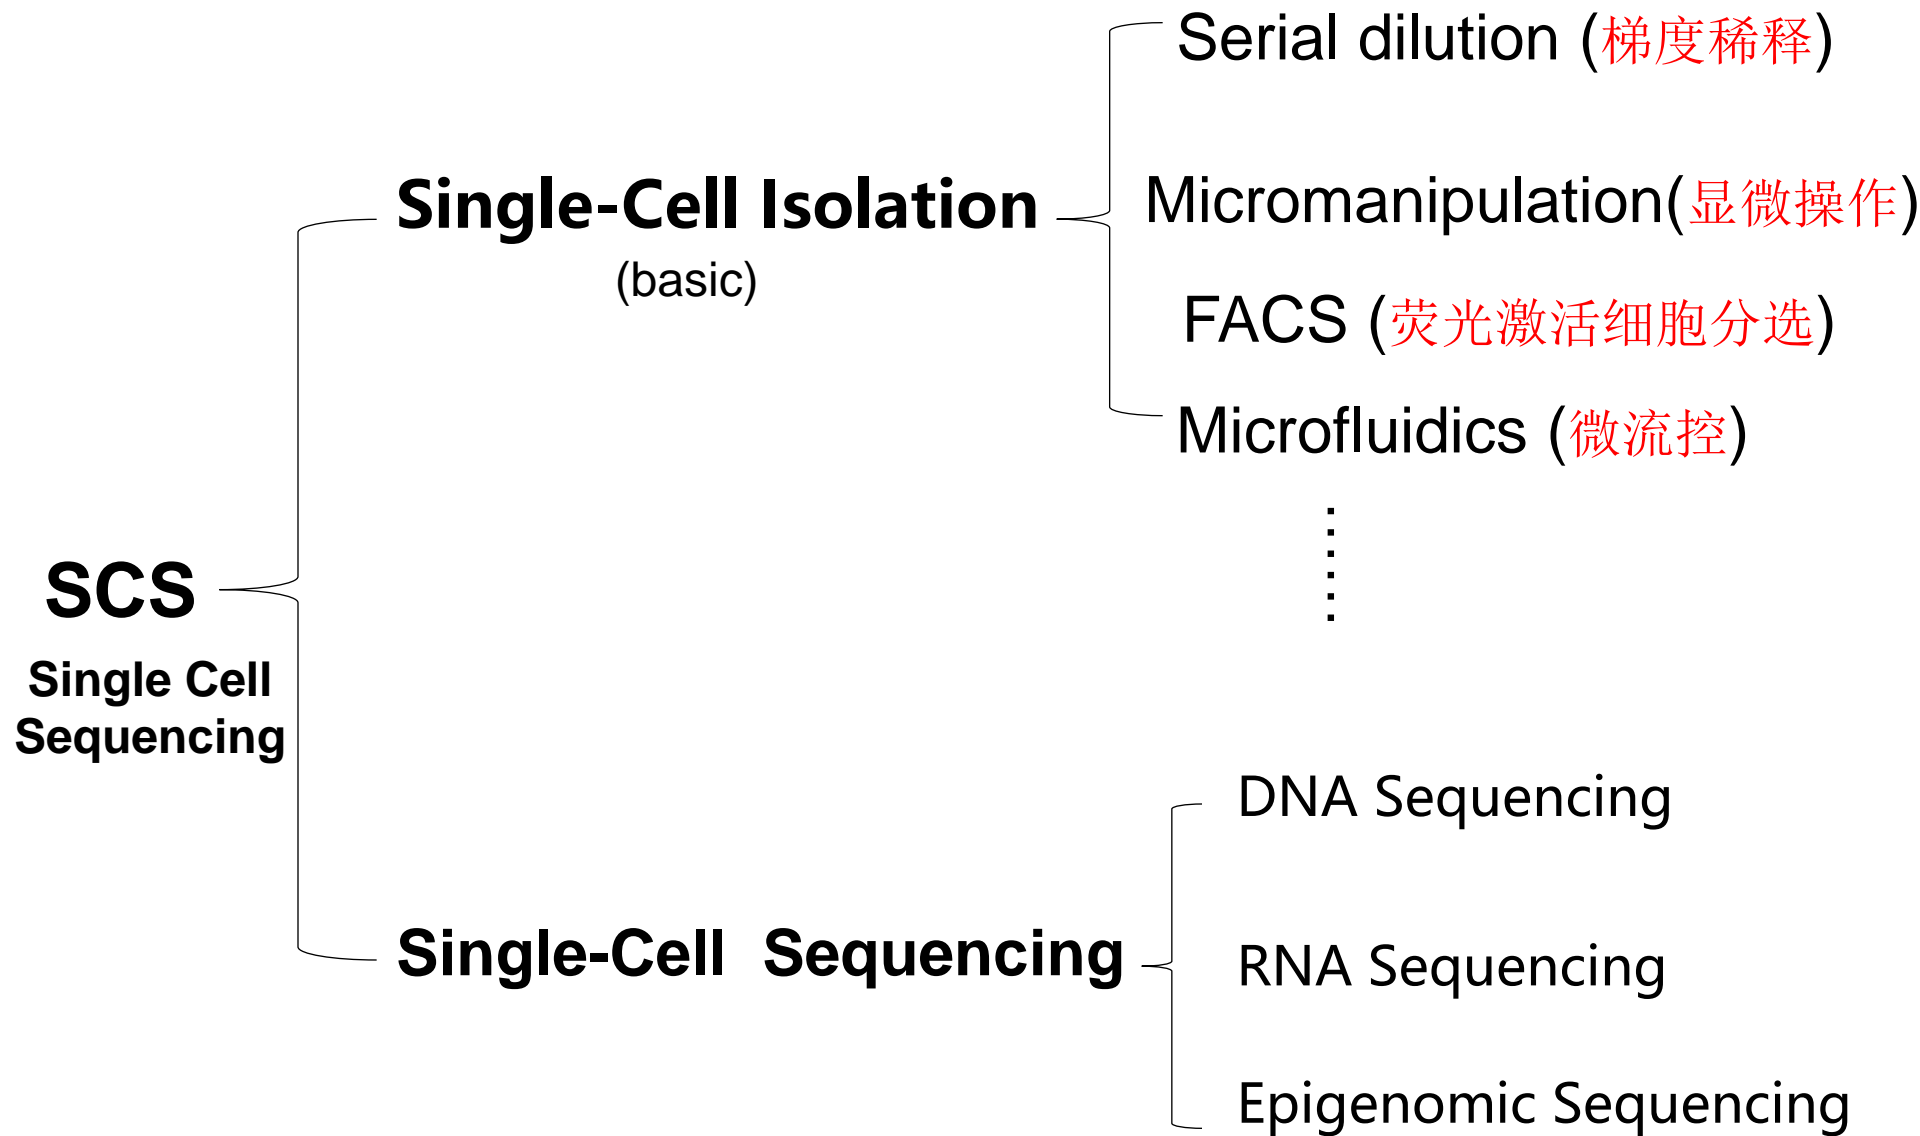 SCS
Single Cell
Sequencing
Single-Cell Isolation
(basic)
Serial dilution (梯度稀释)
Micromanipulation(显微操作)
FACS (荧光激活细胞分选)
Microfluidics (微流控)
......
Single-Cell  Sequencing
DNA Sequencing
RNA Sequencing
Epigenomic Sequencing